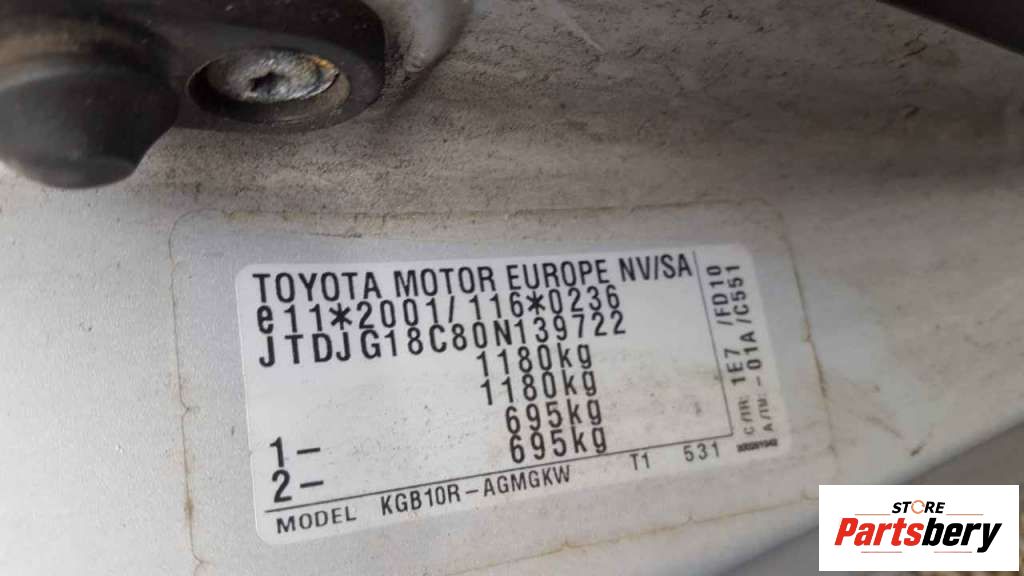 TOYOTA MOTOR EUROPE NV/SA
e11*2001/116*0236
JTDJG18C80N139722
1180kg
1180kg
1- 695kg
2- 695kg
MODEL KGB10R-AGMGKW T1 531
C/TR: 1E7 /FD10
A/TM: -01A /C551
STORE
Partsbery